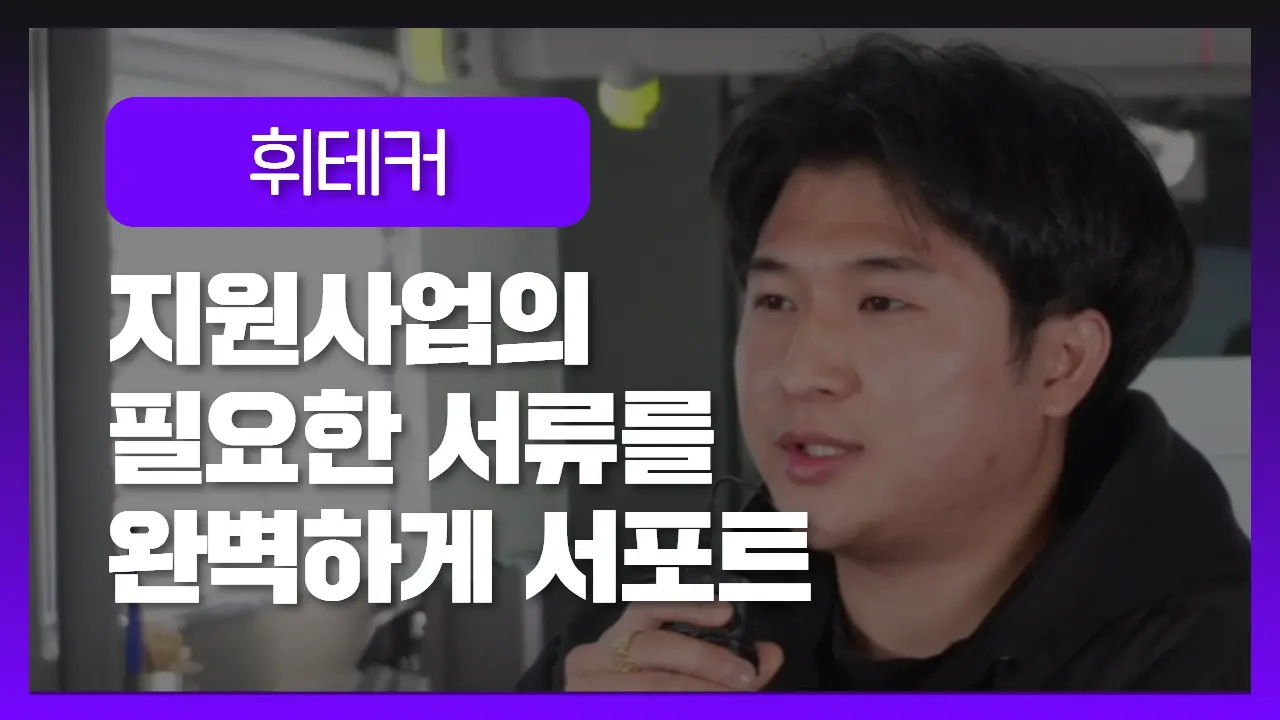 휘테커
지원사업의
필요한 서류를
완벽하게 서포트